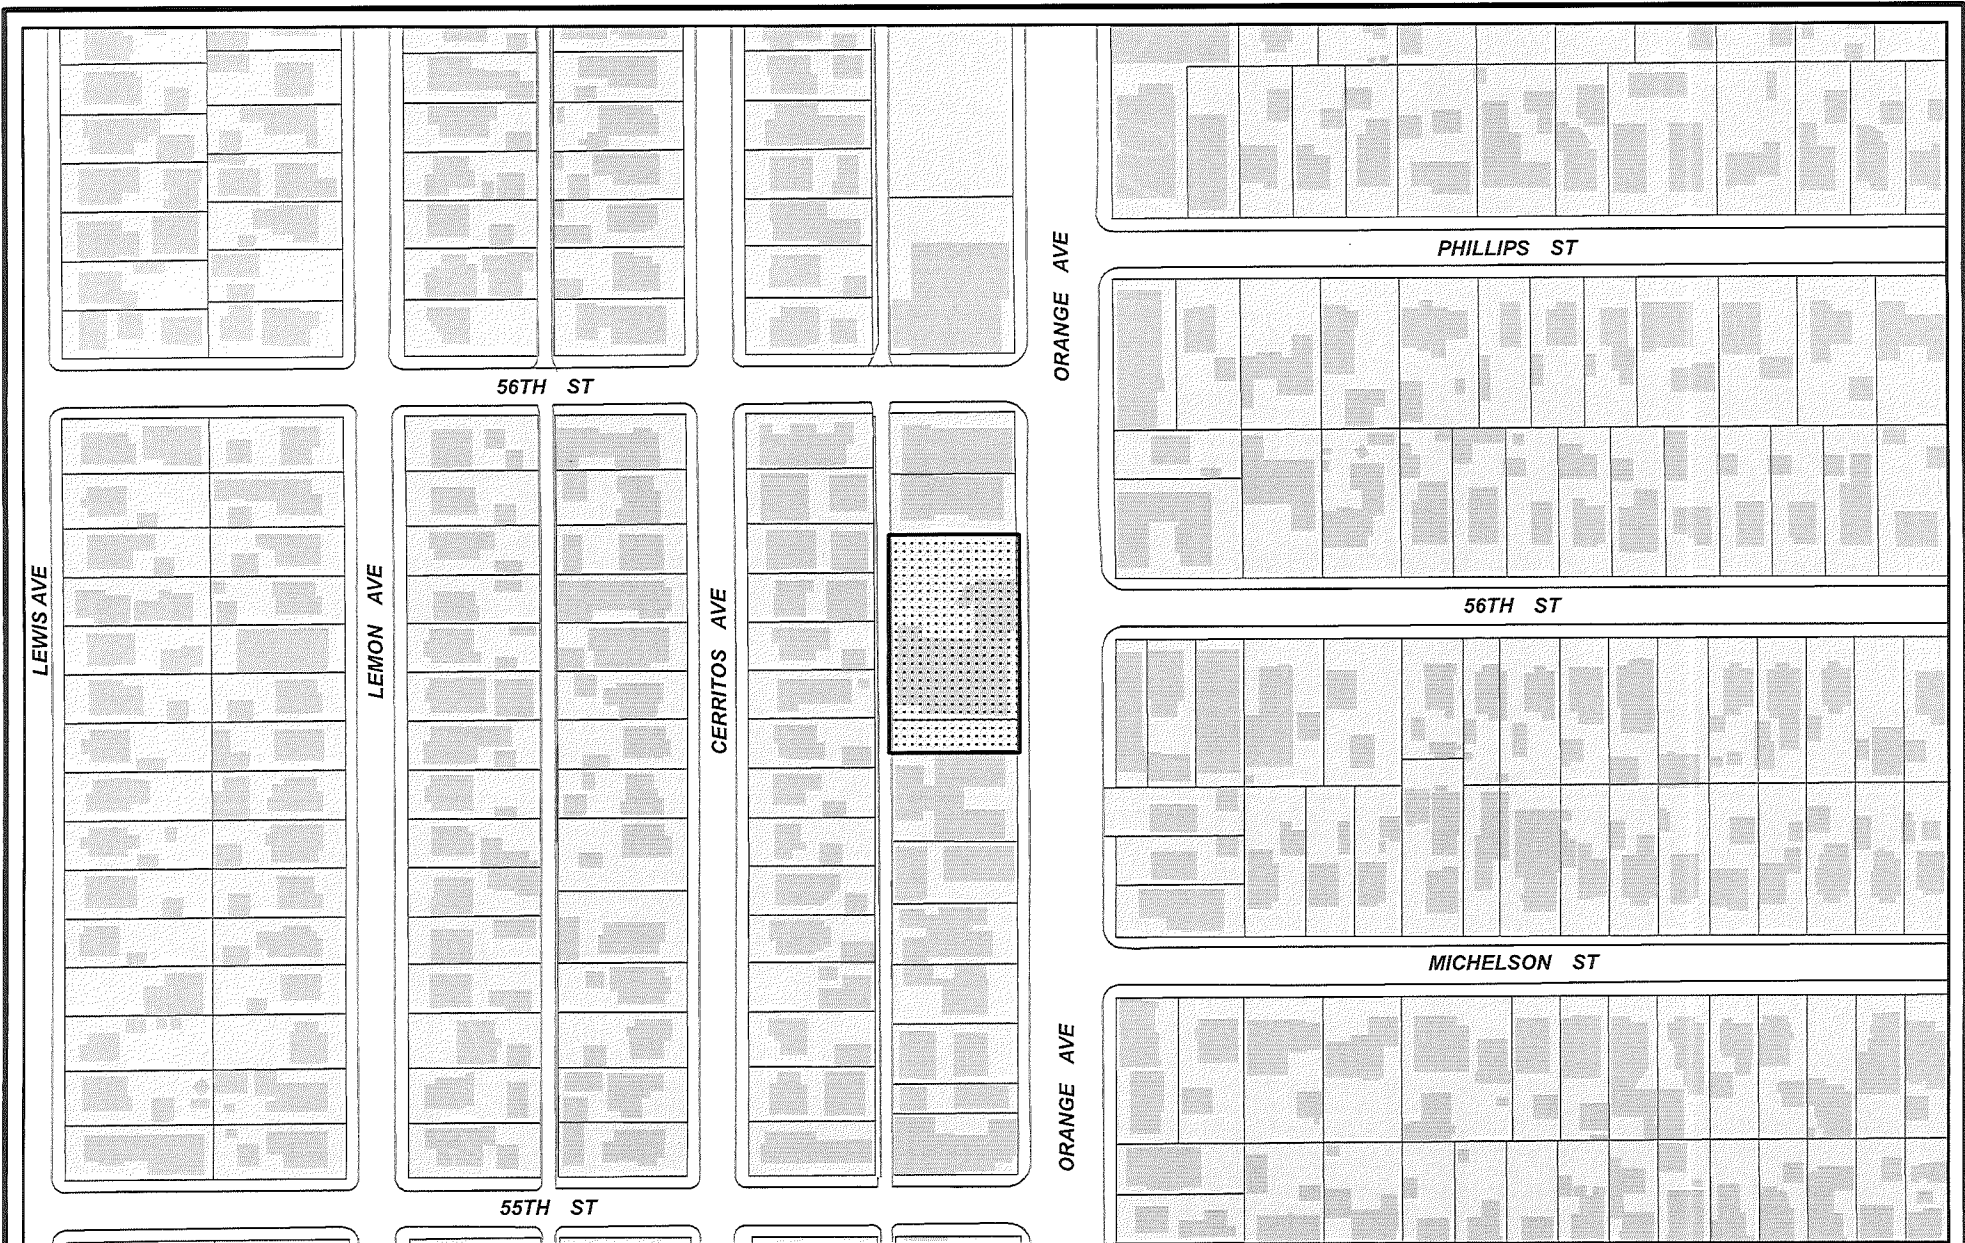 PHILLIPS ST
ORANGE AVE
56TH ST
LEWIS AVE
LEMON AVE
CERRITOS AVE
56TH ST
MICHELSON ST
ORANGE AVE
55TH ST